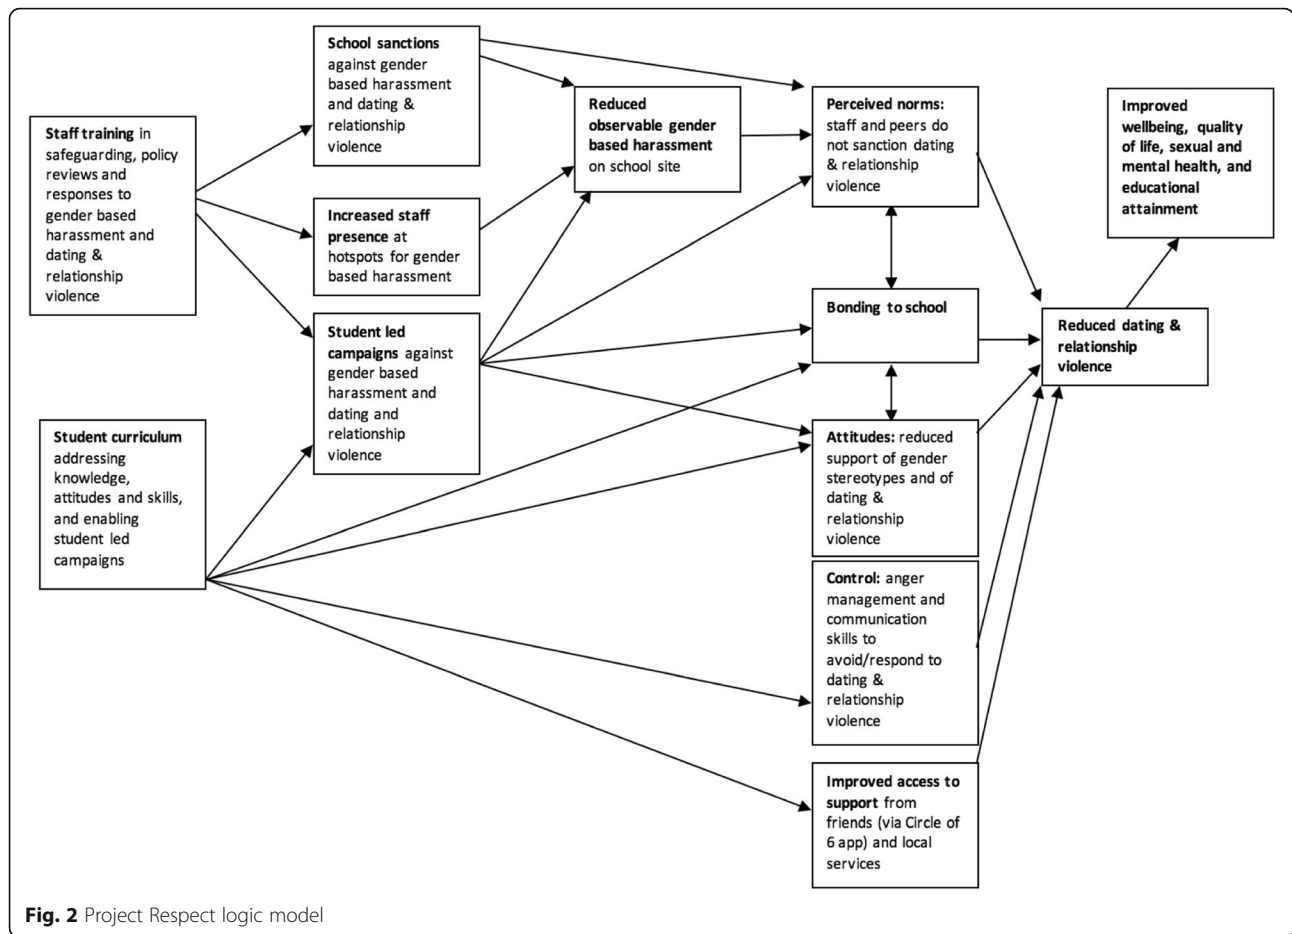 School sanctions
against gender
based harassment
and dating &
relationship
violence
Staff training in
safeguarding, policy
reviews and
responses to
gender based
harassment and
dating &
relationship
violence
Increased staff
presence at
hotspots for gender
based harassment
Student led
campaigns against
gender based
harassment and
dating and
relationship
violence
Student curriculum
addressing
knowledge,
attitudes and skills,
and enabling
student led
campaigns
Reduced
observable gender
based harassment
on school site
Perceived norms:
staff and peers do
not sanction dating
& relationship
violence
Bonding to school
Attitudes: reduced
support of gender
stereotypes and of
dating &
relationship
violence
Control: anger
management and
communication
skills to
avoid/respond to
dating &
relationship
violence
Improved access to
support from
friends (via Circle of
6 app) and local
services
Improved
wellbeing, quality
of life, sexual and
mental health, and
educational
attainment
Reduced dating &
relationship
violence
Fig. 2 Project Respect logic model